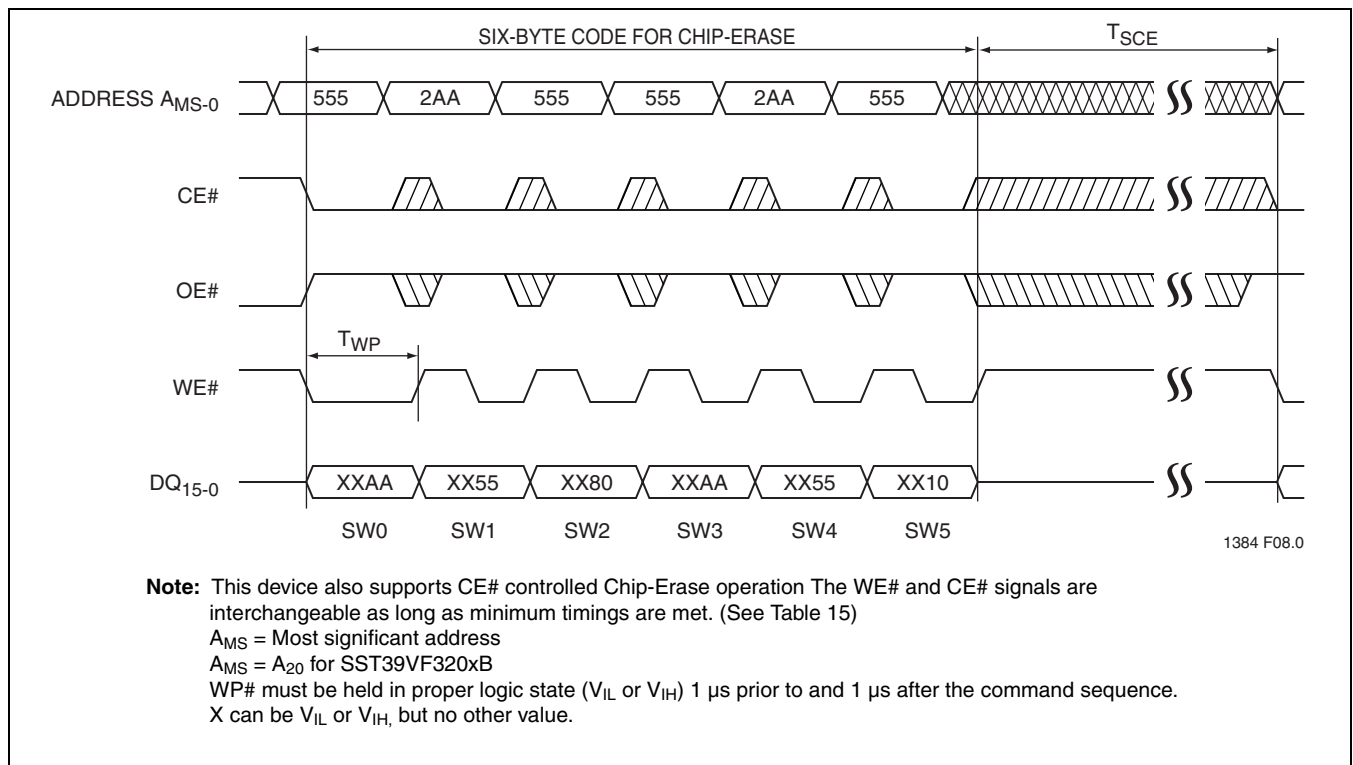 SIX-BYTE CODE FOR CHIP-ERASE
TSCE
ADDRESS AMS-0
555
2AA
555
555
2AA
555
CE#
OE#
TWP
WE#
DQ15-0
XXAA
XX55
XX80
XXAA
XX55
XX10
SW0
SW1
SW2
SW3
SW4
SW5
1384 F08.0
Note: This device also supports CE# controlled Chip-Erase operation The WE# and CE# signals are
interchangeable as long as minimum timings are met. (See Table 15)
AMS = Most significant address
AMS = A20 for SST39VF320xB
WP# must be held in proper logic state (VIL or VIH) 1 µs prior to and 1 µs after the command sequence.
X can be VIL or VIH, but no other value.